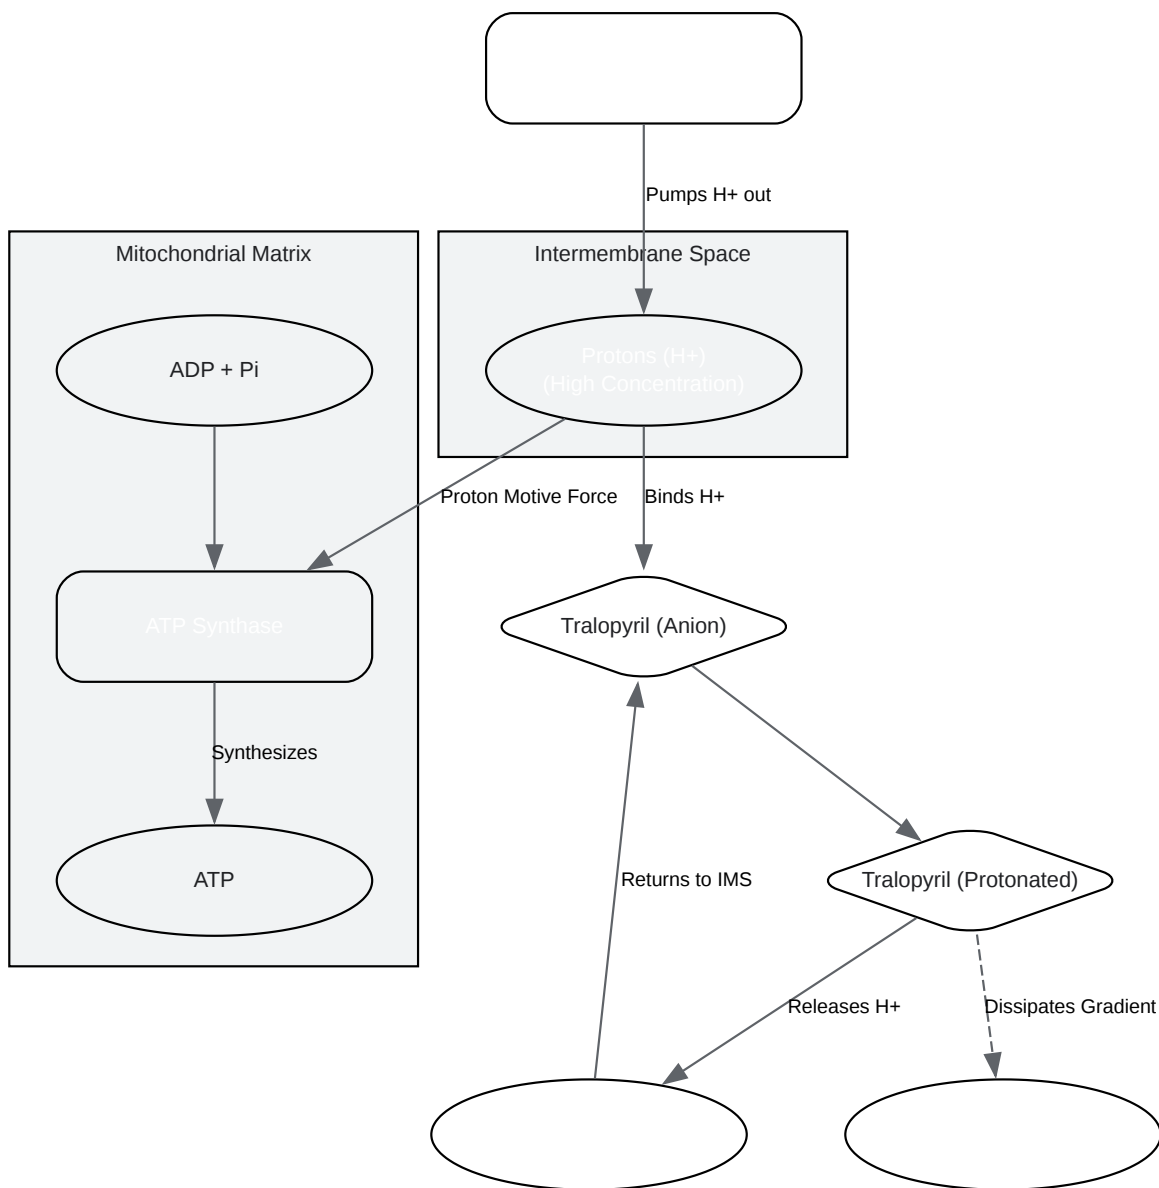 Pumps H+ out
Mitochondrial Matrix
Intermembrane Space
ADP + Pi
Protons (H+)
(High Concentration)
Proton Motive Force
Binds H+
ATP Synthase
Tralopyril (Anion)
Synthesizes
ATP
Returns to IMS
Tralopyril (Protonated)
Releases H+
Dissipates Gradient